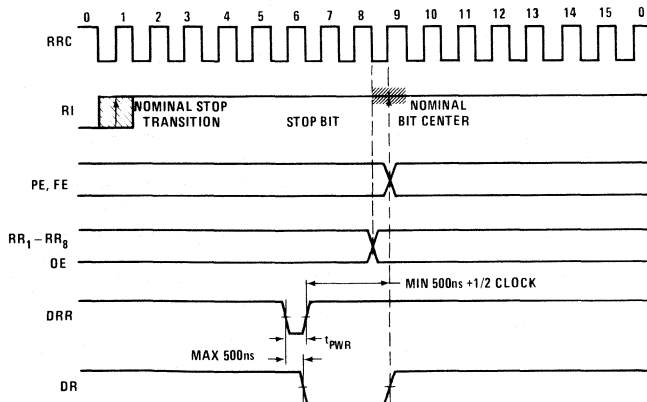 0 1 2 3 4 5 6 7 8 9 10 11 12 13 14 15 0
RRC
RI
NOMINAL STOP
TRANSITION
STOP BIT
NOMINAL
BIT CENTER
PE, FE
RR1 – RR8
OE
MIN 500ns +1/2 CLOCK
DRR
tPWR
MAX 500ns
DR